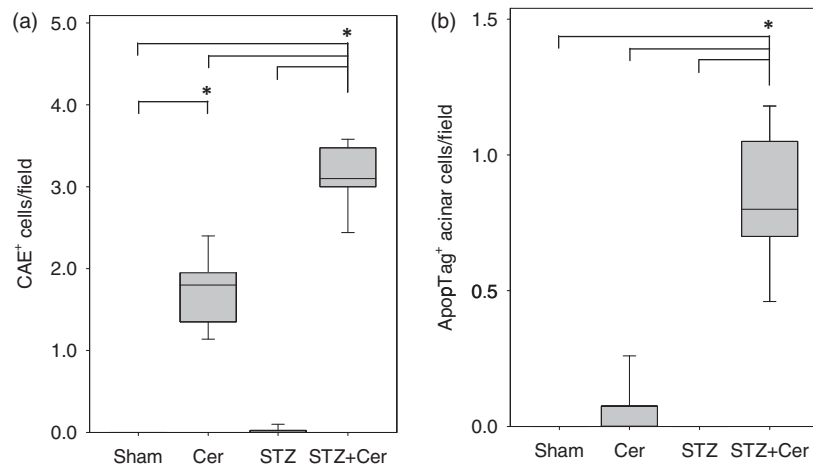 (a)
CAE⁺ cells/field
5.0
4.0
3.0
2.0
1.0
0.0
*
*
Sham Cer STZ STZ+Cer
(b)
ApopTag⁺ acinar cells/field
1.5
1.0
0.5
0.0
*
Sham Cer STZ STZ+Cer